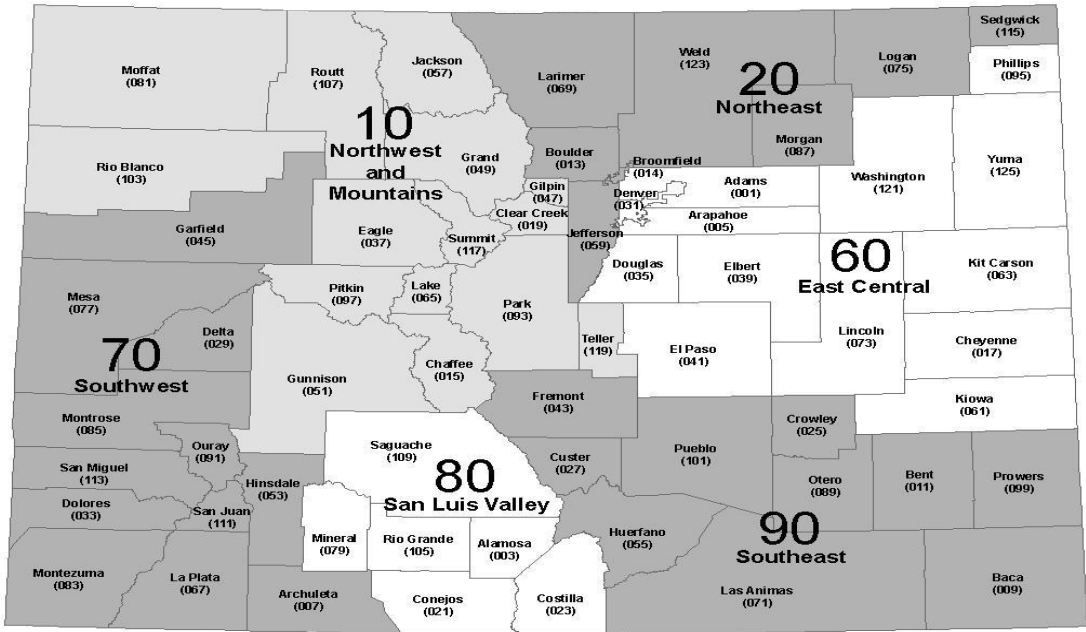 Moffat
(081)
Routt
(107)
Jackson
(057)
Larimer
(069)
Weld
(123)
Logan
(075)
Sedgwick
(115)
Phillips
(095)
10
Northwest
and
Mountains
20
Northeast
Rio Blanco
(103)
Grand
(049)
Boulder
(013)
Broomfield
(014)
Morgan
(087)
Washington
(121)
Yuma
(125)
Garfield
(045)
Eagle
(037)
Summit
(117)
Gilpin
(047)
Clear Creek
(019)
Jefferson
(059)
Denver
(031)
Adams
(001)
Arapahoe
(005)
Mesa
(077)
Pitkin
(097)
Lake
(065)
Park
(093)
Douglas
(035)
Elbert
(039)
60
East Central
Kit Carson
(063)
Delta
(029)
70
Southwest
Gunnison
(051)
Chaffee
(015)
Teller
(119)
El Paso
(041)
Lincoln
(073)
Cheyenne
(017)
Kiowa
(061)
Montrose
(085)
Ouray
(091)
Saguache
(109)
Fremont
(043)
Custer
(027)
Pueblo
(101)
Crowley
(025)
Otero
(089)
Bent
(011)
Prowers
(099)
San Miguel
(113)
Dolores
(033)
San Juan
(111)
Hinsdale
(053)
80
San Luis Valley
Mineral
(079)
Rio Grande
(105)
Alamosa
(003)
Huerfano
(055)
90
Southeast
Montezuma
(083)
La Plata
(067)
Archuleta
(007)
Conejos
(021)
Costilla
(023)
Las Animas
(071)
Baca
(009)